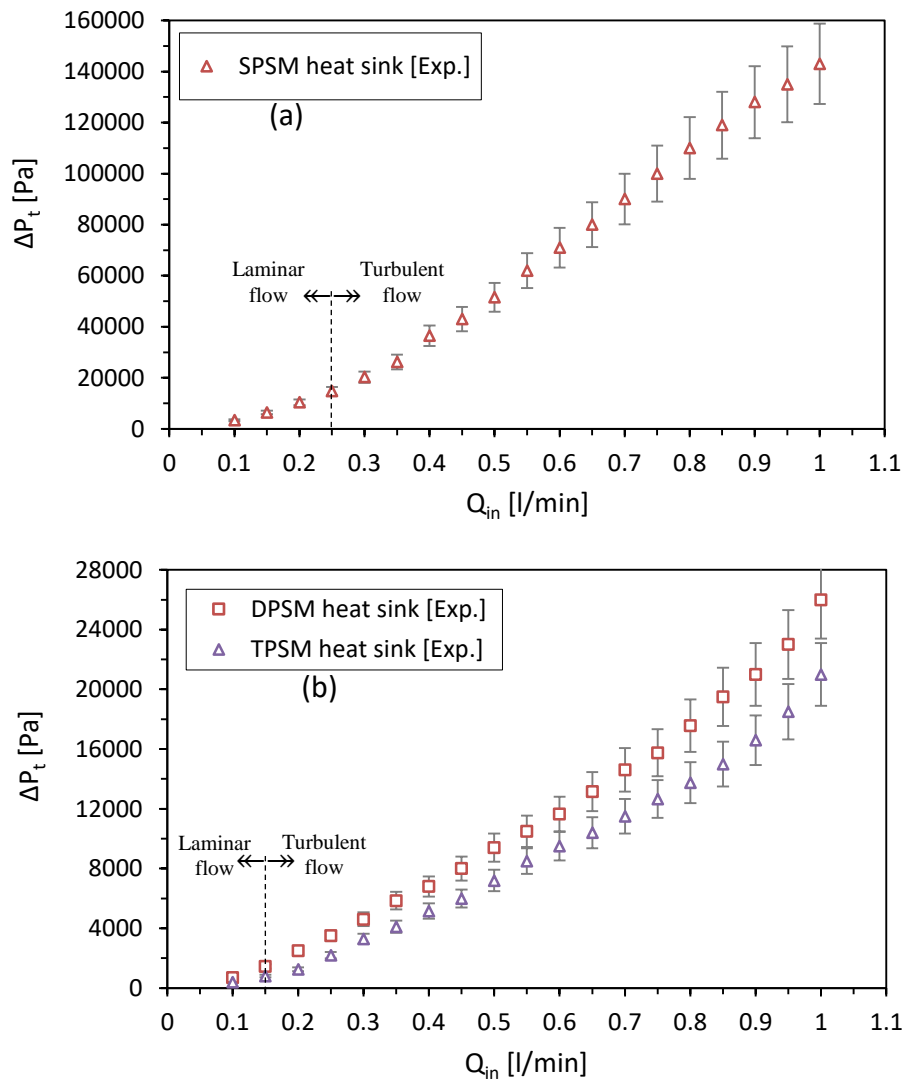 160000
140000
120000
100000
80000
60000
40000
20000
0
ΔPt [Pa]
SPSM heat sink [Exp.]
(a)
Laminar flow
Turbulent flow
0 0.1 0.2 0.3 0.4 0.5 0.6 0.7 0.8 0.9 1 1.1
Qin [l/min]
28000
24000
20000
16000
12000
8000
4000
0
ΔPt [Pa]
DPSM heat sink [Exp.]
TPSM heat sink [Exp.]
(b)
Laminar flow
Turbulent flow
0 0.1 0.2 0.3 0.4 0.5 0.6 0.7 0.8 0.9 1 1.1
Qin [l/min]